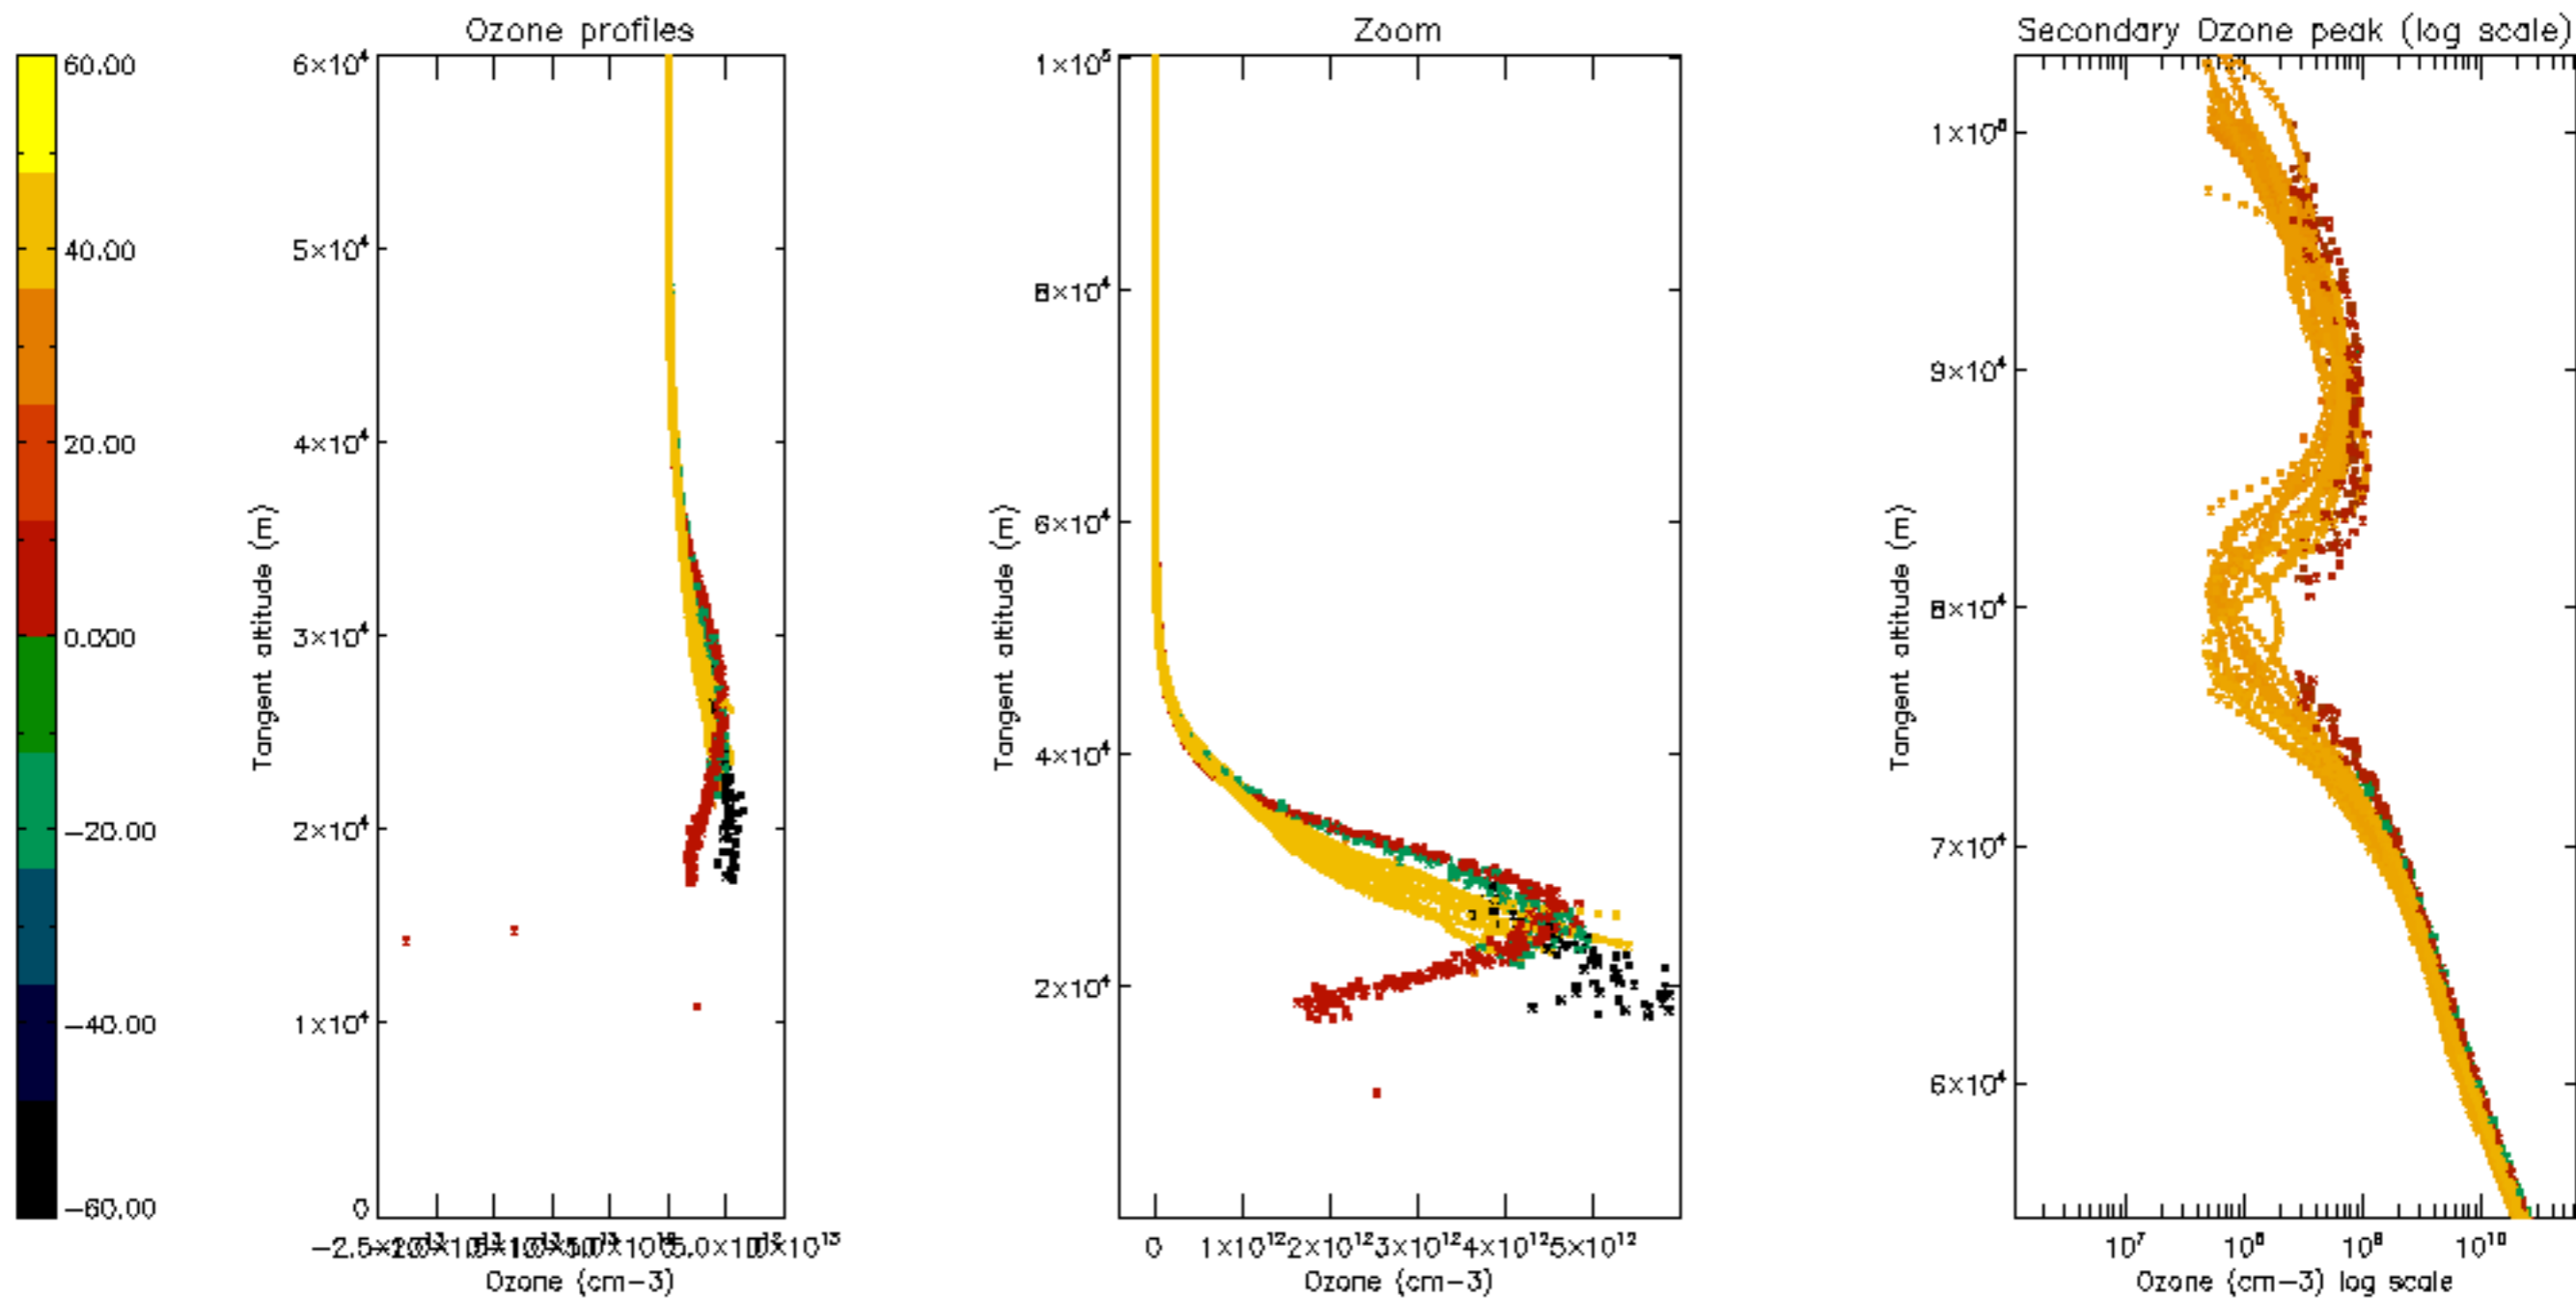 Ozone profiles
Zoom
Secondary Ozone peak (log scale)
60.00
40.00
20.00
0.000
-20.00
-40.00
-60.00
6×10⁴
5×10⁴
4×10⁴
3×10⁴
2×10⁴
1×10⁴
0
Tangent altitude (m)
5.0×10¹²
Ozone (cm-3)
1×10⁵
8×10⁴
6×10⁴
4×10⁴
2×10⁴
Tangent altitude (m)
0 1×10¹² 2×10¹² 3×10¹² 4×10¹² 5×10¹²
Ozone (cm-3)
9×10⁴
8×10⁴
7×10⁴
6×10⁴
Tangent altitude (m)
10⁷ 10⁸ 10⁹ 10¹⁰
Ozone (cm-3) log scale